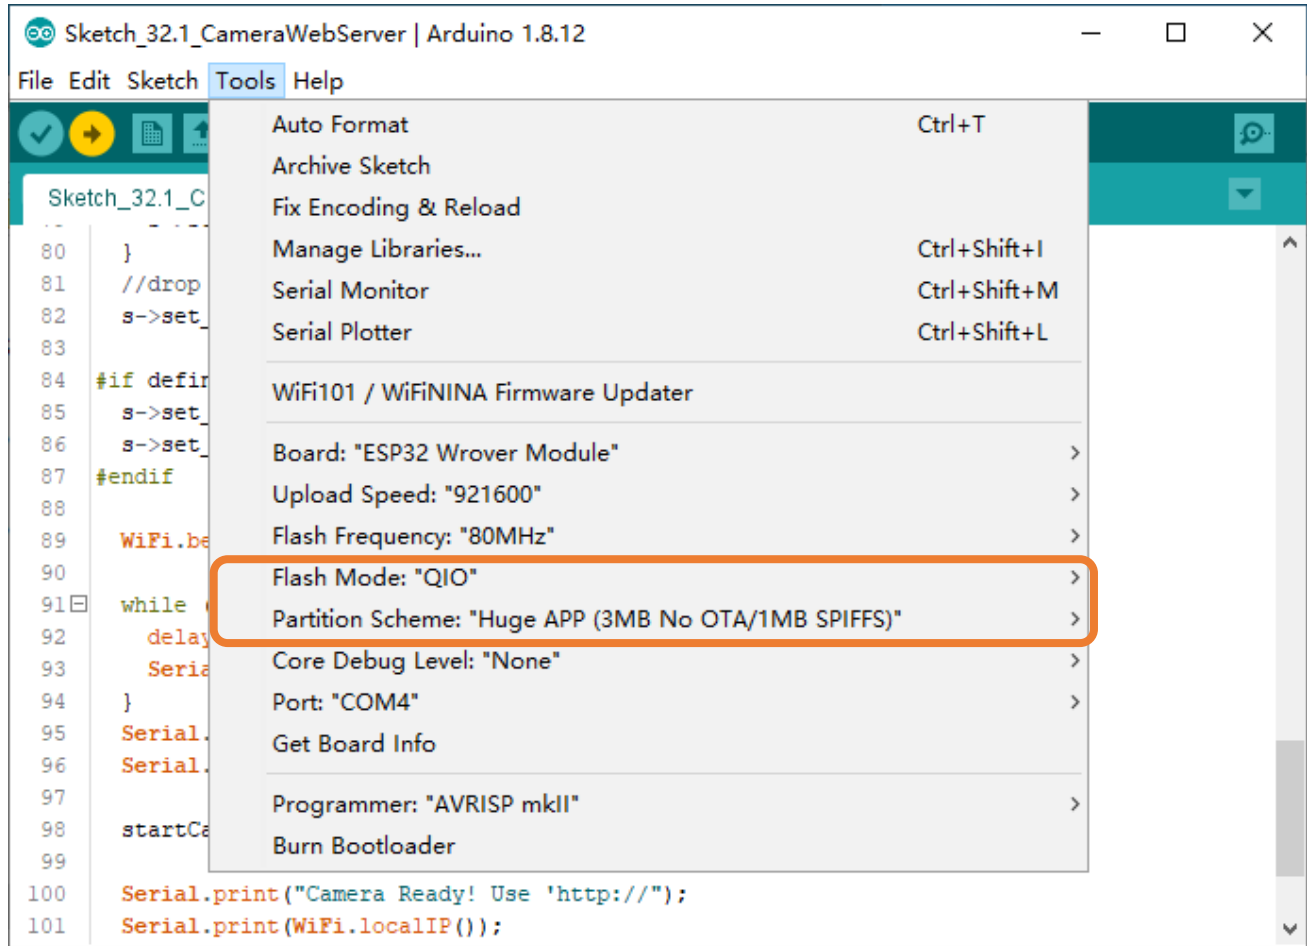 Sketch_32.1_CameraWebServer | Arduino 1.8.12
File Edit Sketch Tools Help
Auto Format Ctrl+T
Archive Sketch
Sketch_32.1_C
Fix Encoding & Reload
Manage Libraries... Ctrl+Shift+I
Serial Monitor Ctrl+Shift+M
Serial Plotter Ctrl+Shift+L
WiFi101 / WiFiNINA Firmware Updater
Board: "ESP32 Wrover Module"
Upload Speed: "921600"
Flash Frequency: "80MHz"
Flash Mode: "QIO"
Partition Scheme: "Huge APP (3MB No OTA/1MB SPIFFS)"
Core Debug Level: "None"
Port: "COM4"
Get Board Info
Programmer: "AVRISP mkII"
Burn Bootloader
80 }
81 //drop
82 s->set_
83
84 #if defin
85 s->set_
86 s->set_
87 #endif
88
89 WiFi.be
90
91 while
92 delay
93 Seria
94 }
95 Serial.
96 Serial.
97
98 startCa
99
100 Serial.print("Camera Ready! Use 'http://");
101 Serial.print(WiFi.localIP());